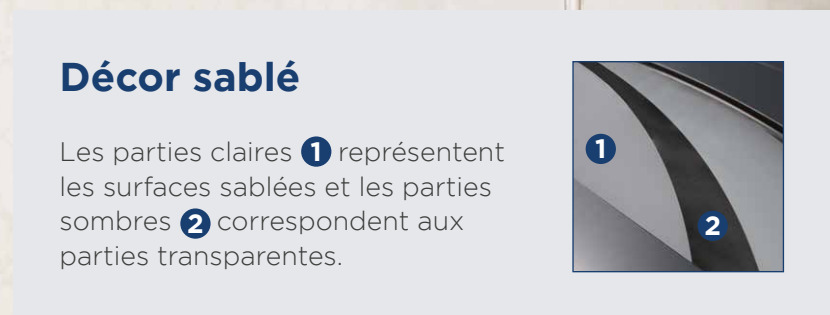 Décor sablé
Les parties claires 1 représentent
les surfaces sablées et les parties
sombres 2 correspondent aux
parties transparentes.
1
2